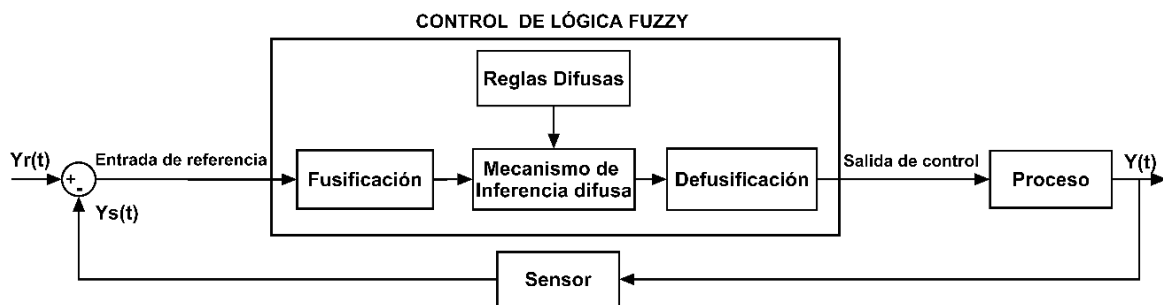 CONTROL DE LÓGICA FUZZY
Reglas Difusas
Yr(t)
+
-
Entrada de referencia
Fusificación
Mecanismo de
Inferencia difusa
Defusificación
Salida de control
Proceso
Y(t)
Ys(t)
Sensor